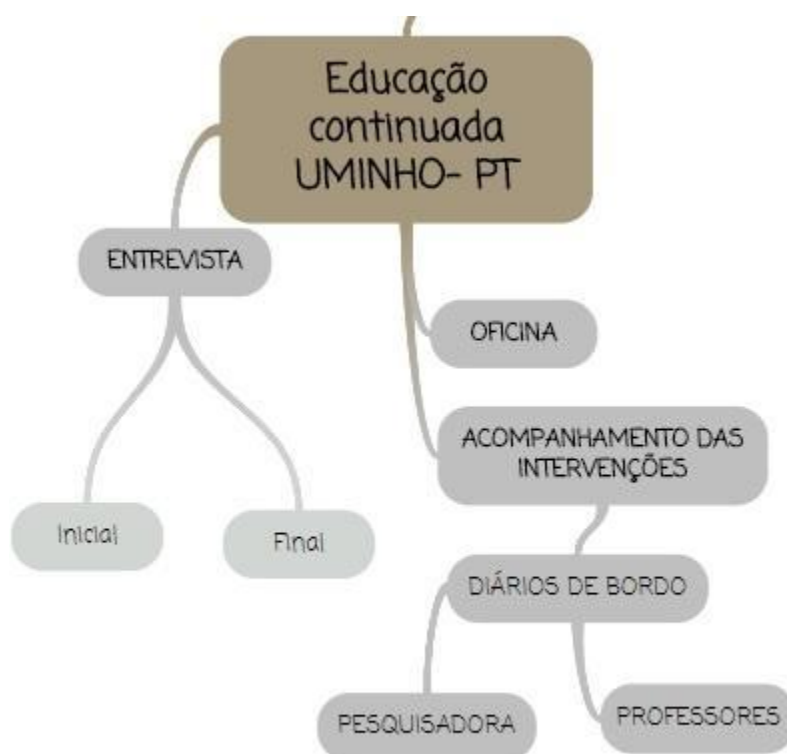 Educação
continuada
UMINHO- PT
ENTREVISTA
OFICINA
ACOMPANHAMENTO DAS
INTERVENÇÕES
Inicial
Final
DIÁRIOS DE BORDO
PESQUISADORA
PROFESSORES